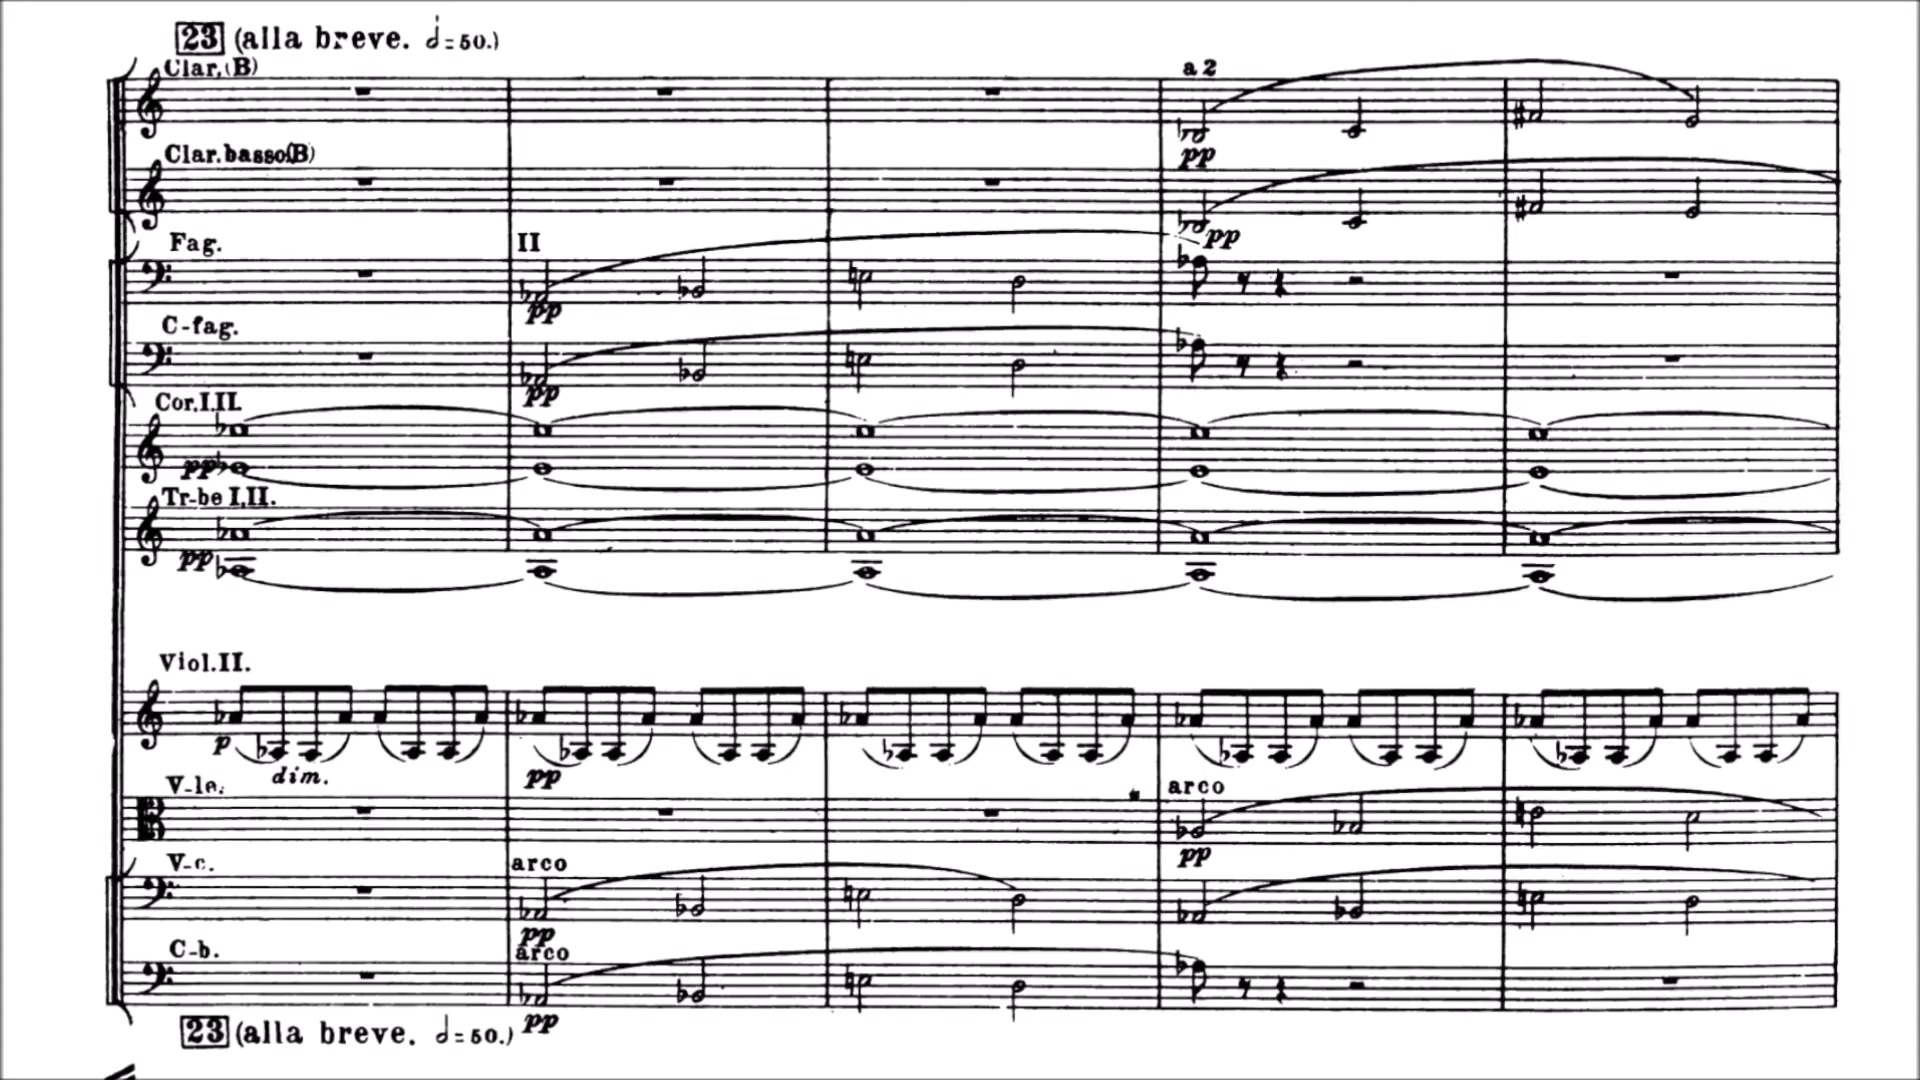 23 (alla breve. 𝅗𝅥=50.)
Clar.(B)
a 2
pp
Clar.basso(B)
pp
Fag.
II
pp
C-fag.
pp
Cor.I.II.
pp
Tr-be I,II.
pp
Viol.II.
p
dim.
pp
V-le.
arco
pp
V-c.
arco
pp
C-b.
arco
pp
23 (alla breve. 𝅗𝅥=50.)